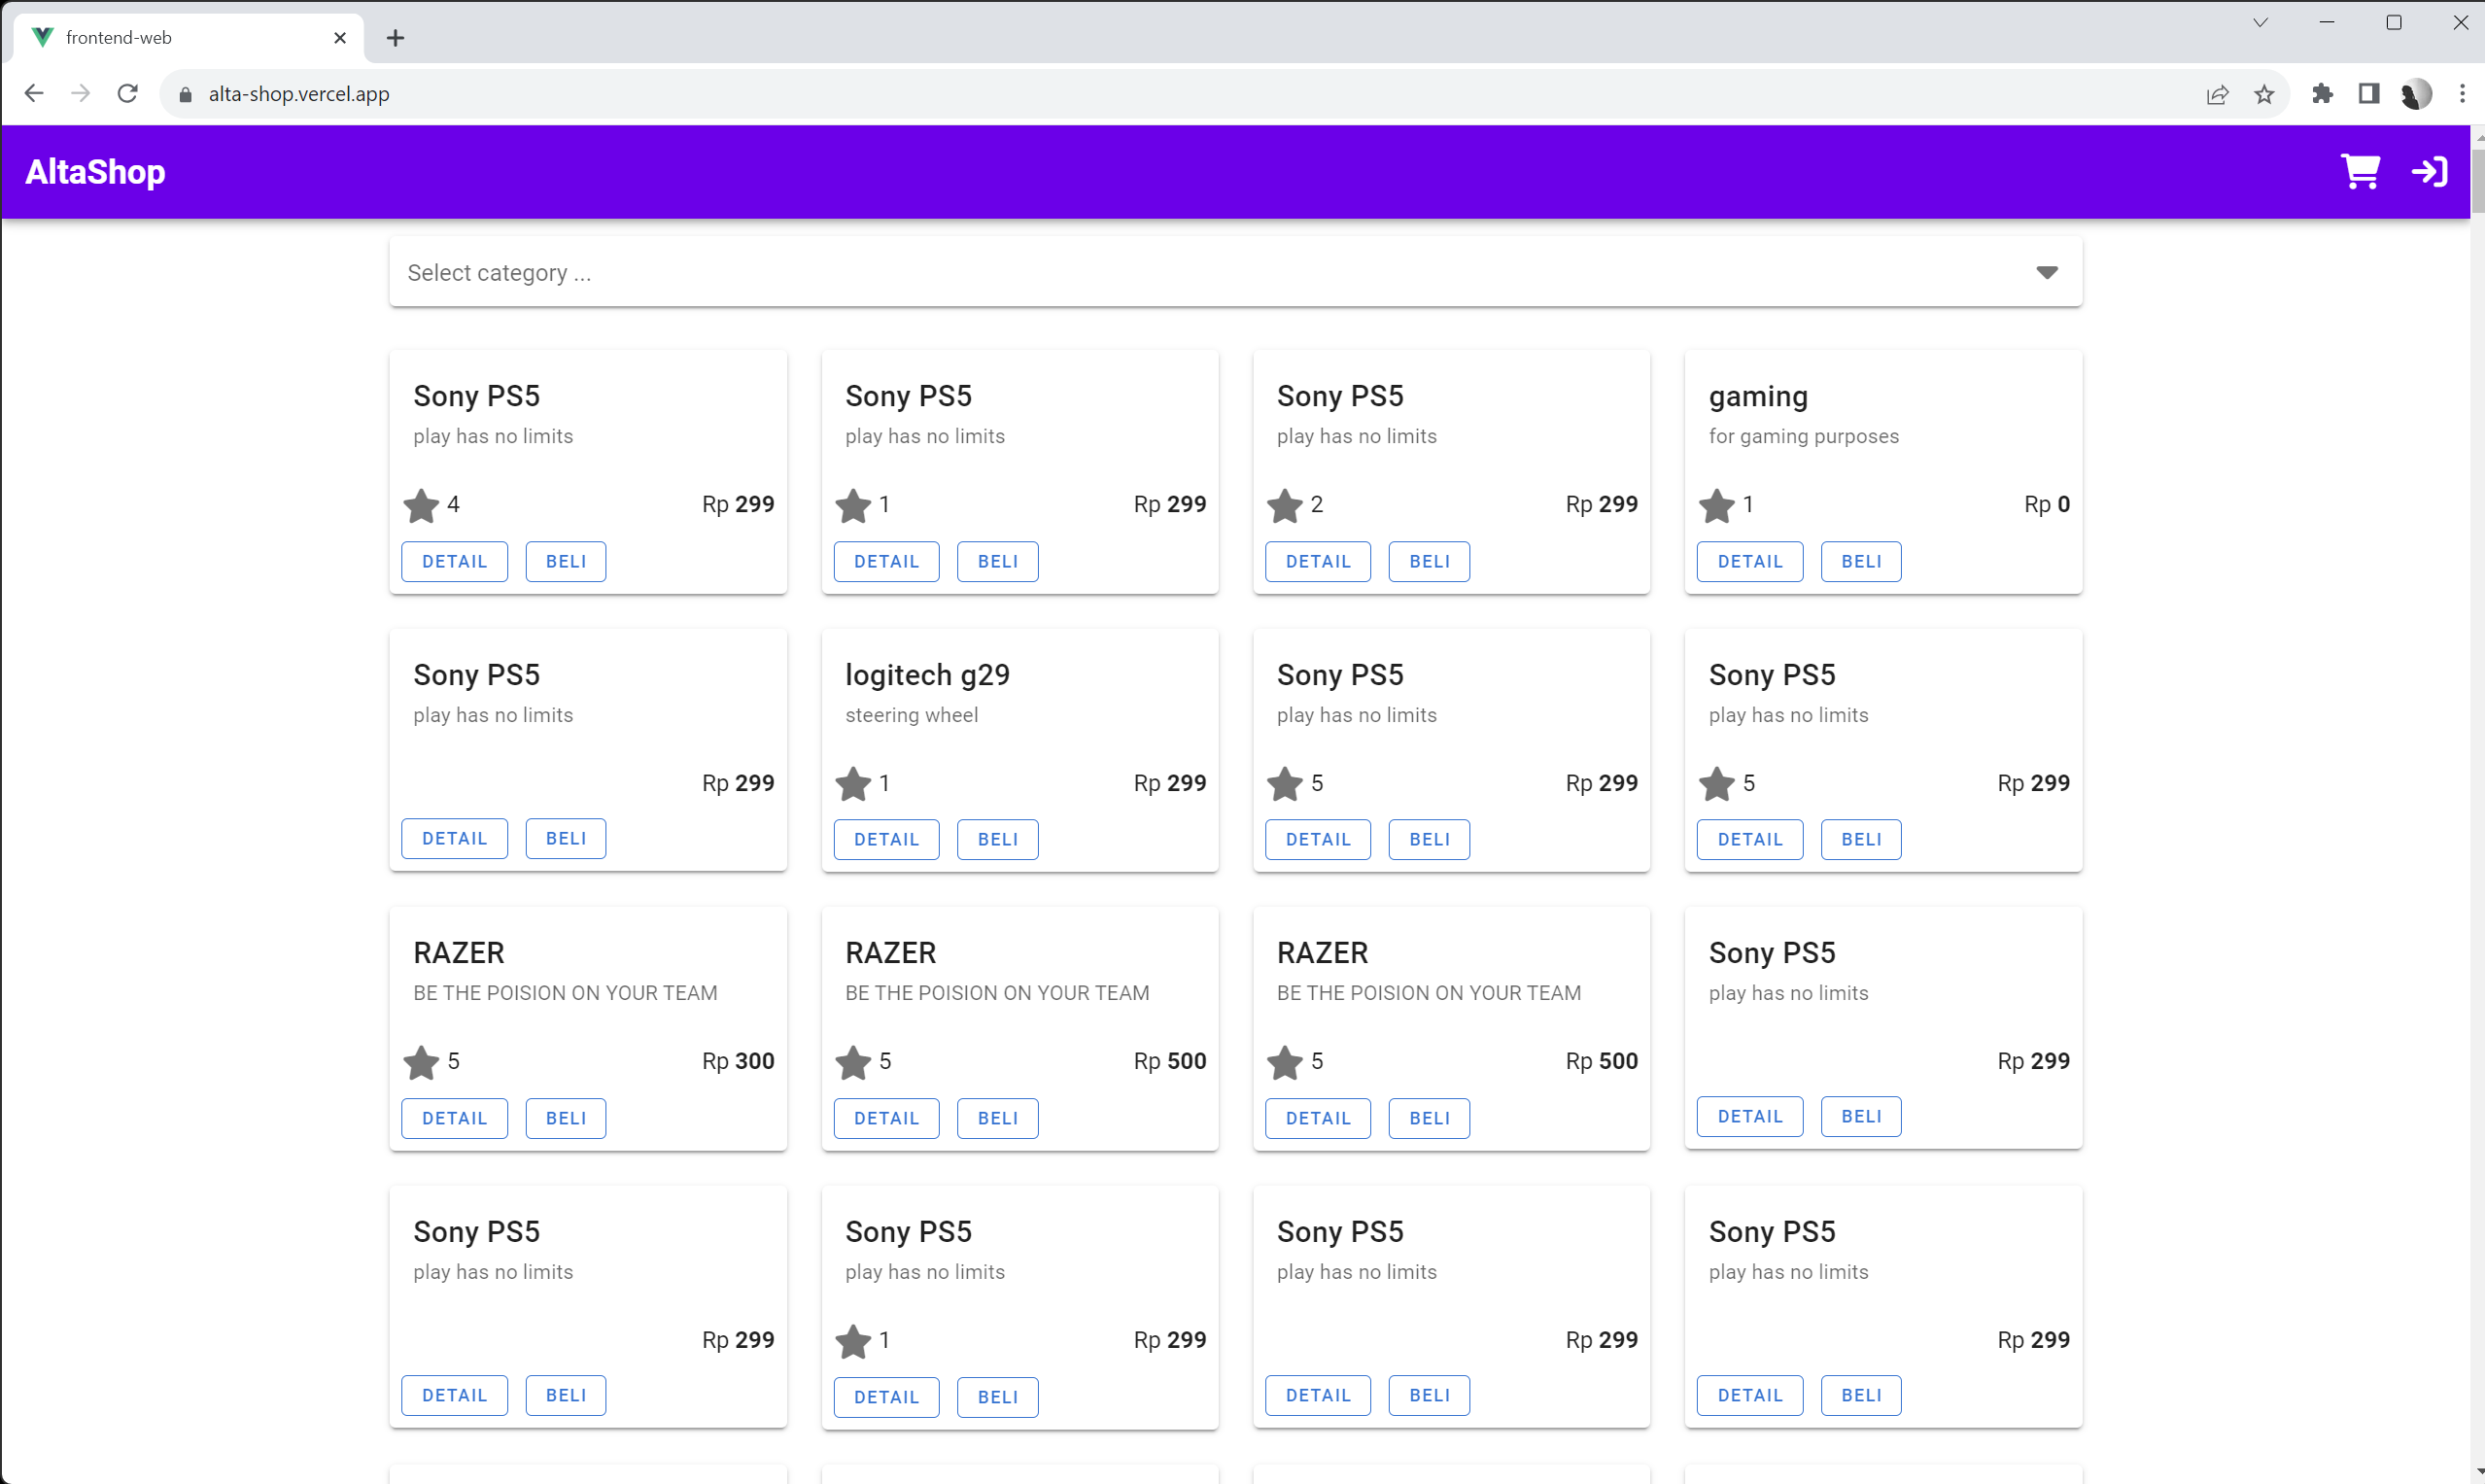 frontend-web
alta-shop.vercel.app
AltaShop
Select category ...
Sony PS5
play has no limits
4 Rp 299
DETAIL BELI
Sony PS5
play has no limits
1 Rp 299
DETAIL BELI
Sony PS5
play has no limits
2 Rp 299
DETAIL BELI
gaming
for gaming purposes
1 Rp 0
DETAIL BELI
Sony PS5
play has no limits
Rp 299
DETAIL BELI
logitech g29
steering wheel
1 Rp 299
DETAIL BELI
Sony PS5
play has no limits
5 Rp 299
DETAIL BELI
Sony PS5
play has no limits
5 Rp 299
DETAIL BELI
RAZER
BE THE POISION ON YOUR TEAM
5 Rp 300
DETAIL BELI
RAZER
BE THE POISION ON YOUR TEAM
5 Rp 500
DETAIL BELI
RAZER
BE THE POISION ON YOUR TEAM
5 Rp 500
DETAIL BELI
Sony PS5
play has no limits
Rp 299
DETAIL BELI
Sony PS5
play has no limits
Rp 299
DETAIL BELI
Sony PS5
play has no limits
1 Rp 299
DETAIL BELI
Sony PS5
play has no limits
Rp 299
DETAIL BELI
Sony PS5
play has no limits
Rp 299
DETAIL BELI